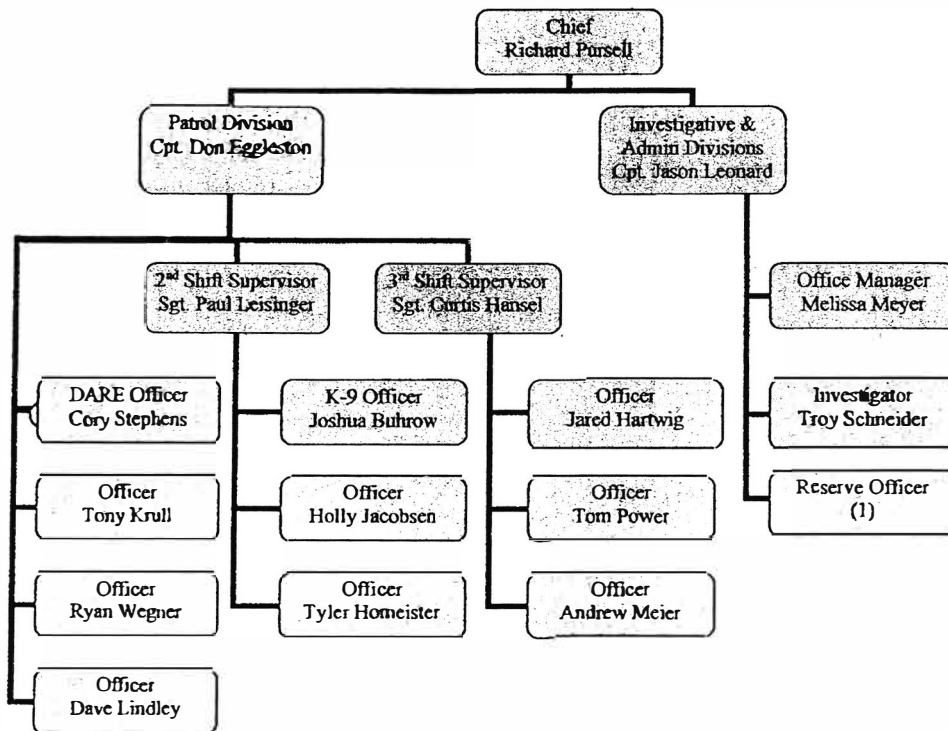 Chief
Richard Pursell
Patrol Division
Cpt. Don Eggleston
Investigative &
Admin Divisions
Cpt. Jason Leonard
2nd Shift Supervisor
Sgt. Paul Leisinger
3rd Shift Supervisor
Sgt. Curtis Hansel
Office Manager
Melissa Meyer
DARE Officer
Cory Stephens
K-9 Officer
Joshua Buhrow
Officer
Jared Hartwig
Investigator
Troy Schneider
Officer
Tony Krull
Officer
Holly Jacobsen
Officer
Tom Power
Reserve Officer
(1)
Officer
Ryan Wegner
Officer
Tyler Homeister
Officer
Andrew Meier
Officer
Dave Lindley